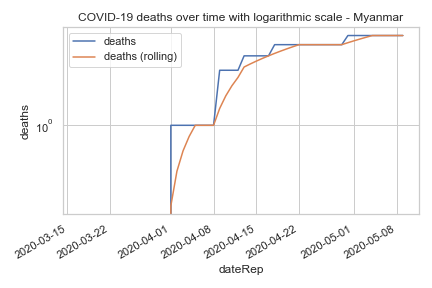 COVID-19 deaths over time with logarithmic scale - Myanmar
deaths
deaths (rolling)
deaths
10^0
2020-03-15
2020-03-22
2020-04-01
2020-04-08
2020-04-15
2020-04-22
2020-05-01
2020-05-08
dateRep